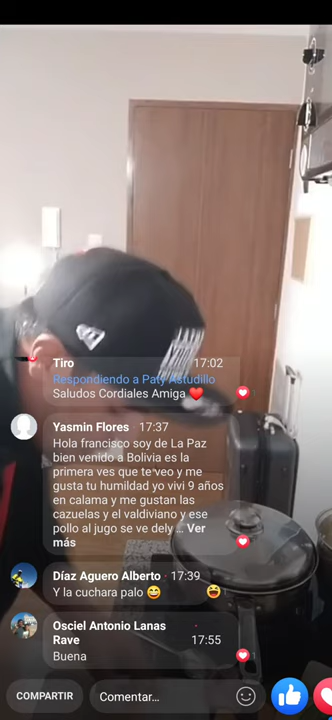 Tiro 17:02
Respondiendo a Paty Astudillo
Saludos Cordiales Amiga ❤️
Yasmin Flores 17:37
Hola francisco soy de La Paz
bien venido a Bolivia es la
primera ves que te veo y me
gusta tu humildad yo vivi 9 años
en calama y me gustan las
cazuelas y el valdiviano y ese
pollo al jugo se ve dely ... Ver
más
Díaz Aguero Alberto · 17:39
Y la cuchara palo 😄
Osciel Antonio Lanas
Rave 17:55
Buena
COMPARTIR Comentar...